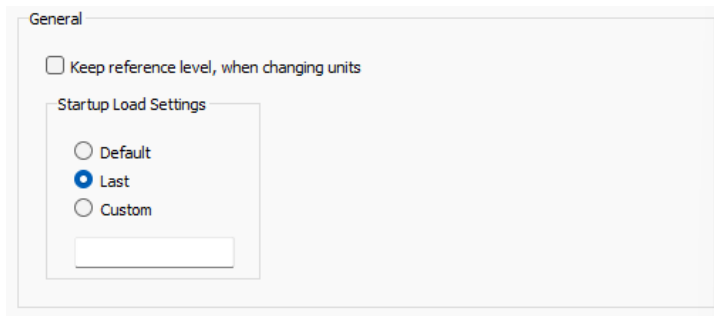 General
Keep reference level, when changing units
Startup Load Settings
Default
Last
Custom